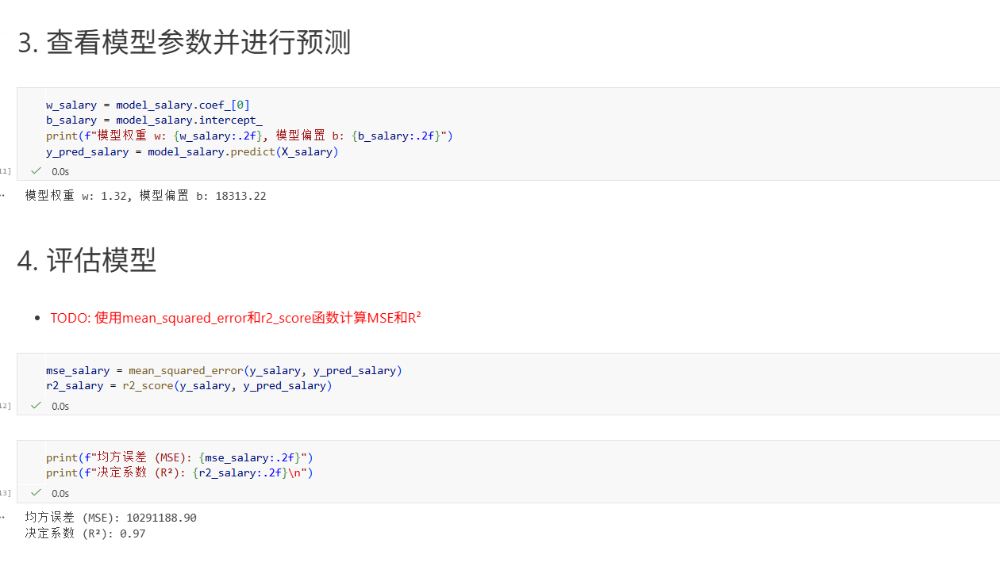 3. 查看模型参数并进行预测
w_salary = model_salary.coef_[0]
b_salary = model_salary.intercept_
print(f"模型权重 w: {w_salary:.2f}, 模型偏置 b: {b_salary:.2f}")
y_pred_salary = model_salary.predict(X_salary)
11]
0.0s
模型权重 w: 1.32, 模型偏置 b: 18313.22
4. 评估模型
• TODO: 使用mean_squared_error和r2_score函数计算MSE和R²
mse_salary = mean_squared_error(y_salary, y_pred_salary)
r2_salary = r2_score(y_salary, y_pred_salary)
12]
0.0s
print(f"均方误差 (MSE): {mse_salary:.2f}")
print(f"决定系数 (R²): {r2_salary:.2f}\n")
13]
0.0s
均方误差 (MSE): 10291188.90
决定系数 (R²): 0.97